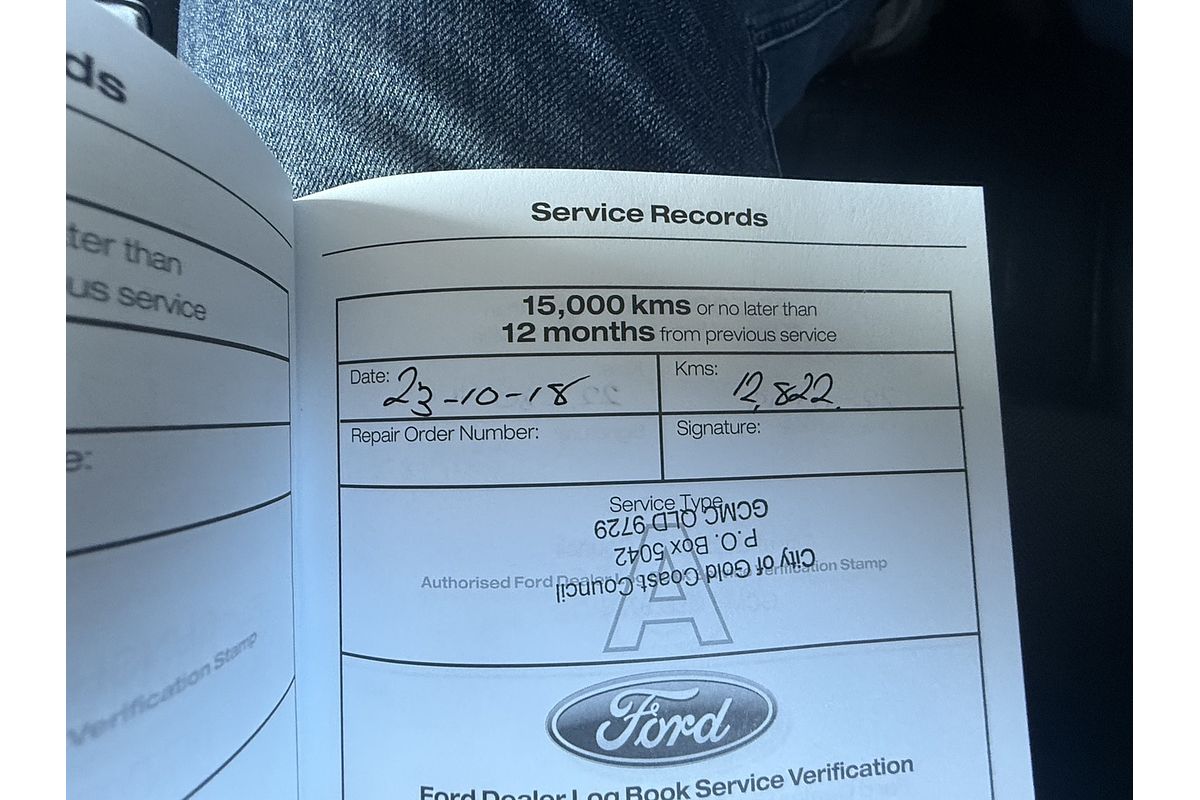 ds
ter than
us service
e:
Verification Stamp
Service Records
15,000 kms or no later than
12 months from previous service
Date: 23-10-18
Kms: 12,822.
Repair Order Number:
Signature:
Service Type
A
Authorised Ford Verification Stamp
City of Gold Coast Council
P.O. Box 5042
GCMC QLD 9729
Ford
Ford Dealer Log Book Service Verification